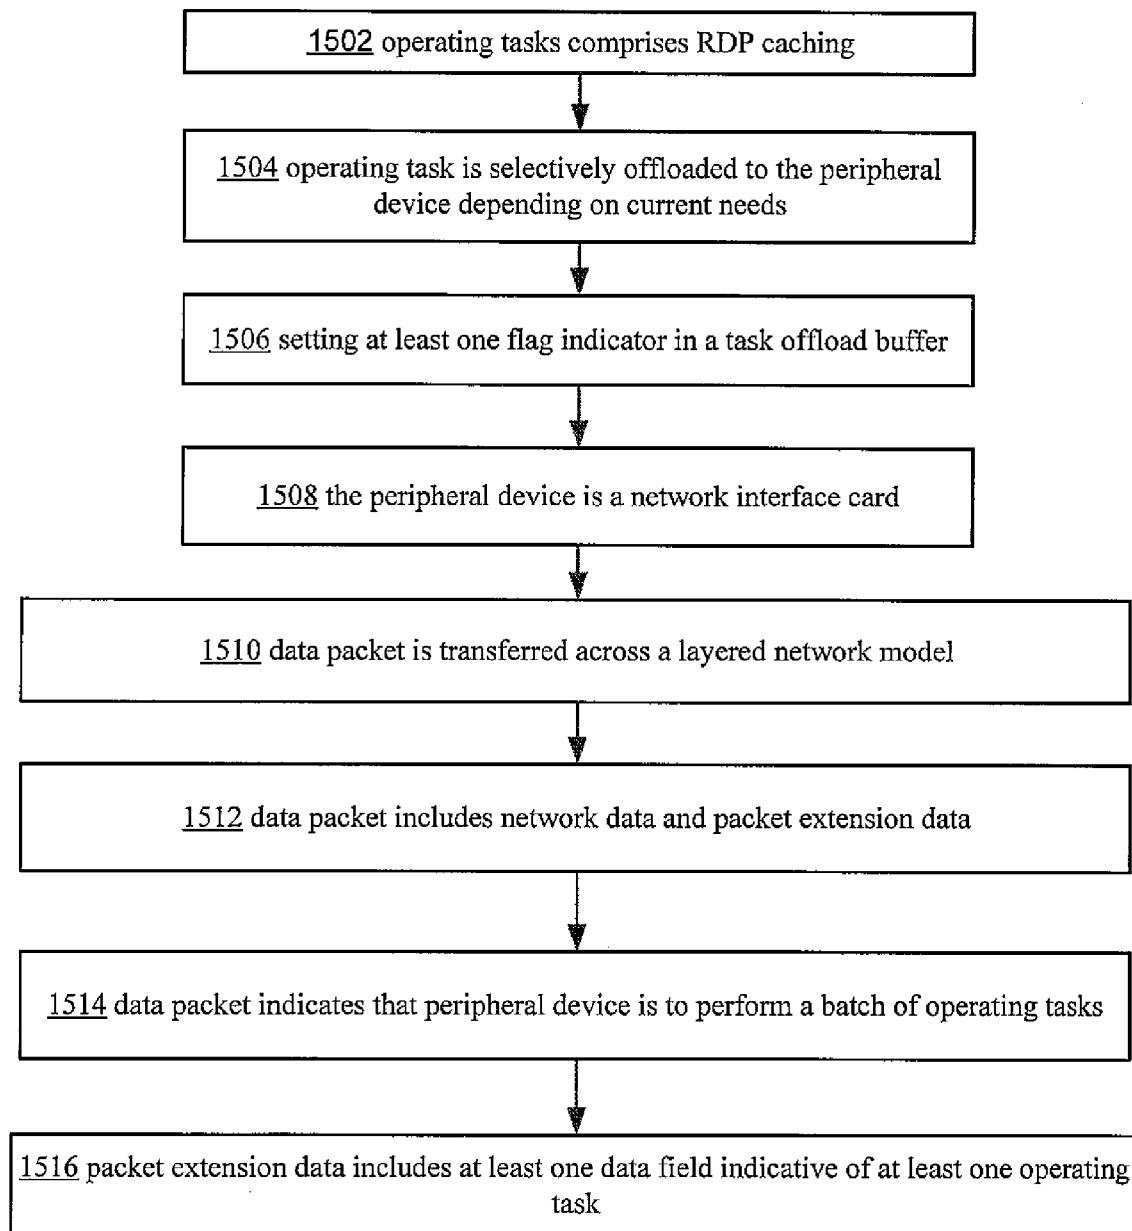 1502 operating tasks comprises RDP caching
1504 operating task is selectively offloaded to the peripheral
device depending on current needs
1506 setting at least one flag indicator in a task offload buffer
1508 the peripheral device is a network interface card
1510 data packet is transferred across a layered network model
1512 data packet includes network data and packet extension data
1514 data packet indicates that peripheral device is to perform a batch of operating tasks
1516 packet extension data includes at least one data field indicative of at least one operating
task